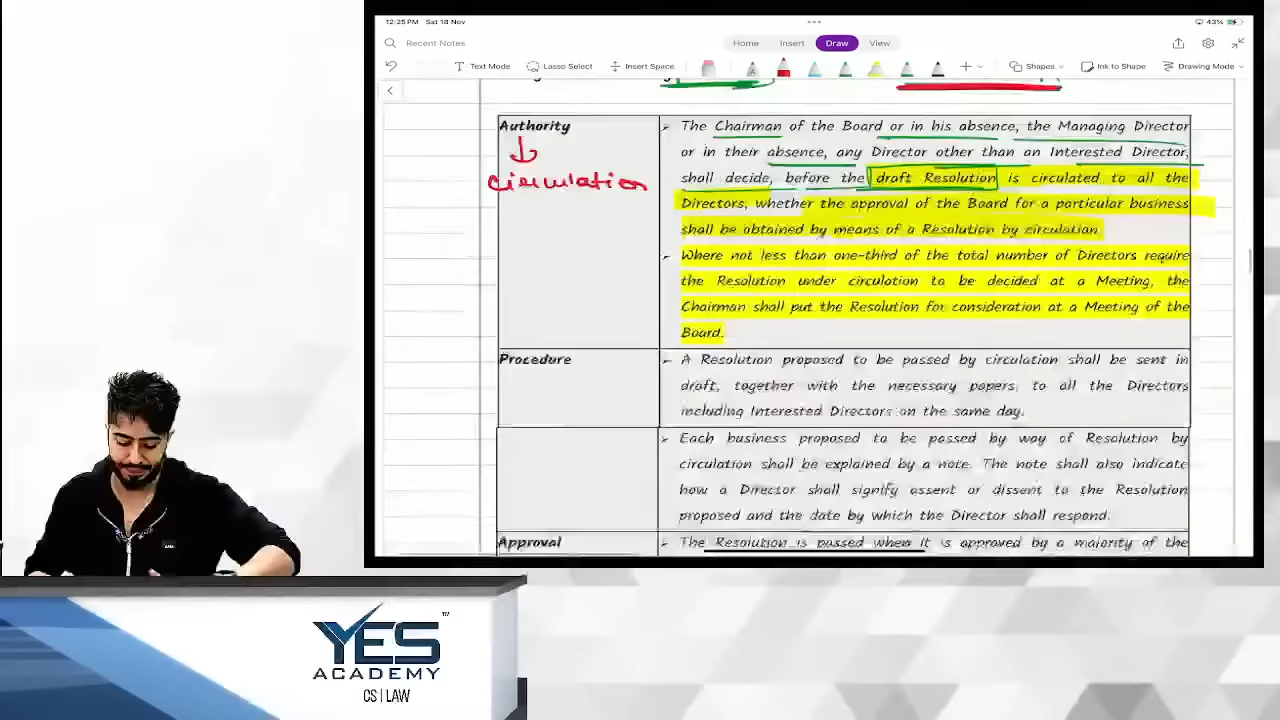 12:25 PM Sat 18 Nov
43%
Recent Notes
Home Insert Draw View
Text Mode Lasso Select Insert Space Shapes Ink to Shape Drawing Mode
Authority
circulation
➢ The Chairman of the Board or in his absence, the Managing Director
or in their absence, any Director other than an Interested Director,
shall decide, before the draft Resolution is circulated to all the
Directors, whether the approval of the Board for a particular business
shall be obtained by means of a Resolution by circulation.
➢ Where not less than one-third of the total number of Directors require
the Resolution under circulation to be decided at a Meeting, the
Chairman shall put the Resolution for consideration at a Meeting of the
Board.
Procedure
➢ A Resolution proposed to be passed by circulation shall be sent in
draft, together with the necessary papers, to all the Directors
including Interested Directors on the same day.
➢ Each business proposed to be passed by way of Resolution by
circulation shall be explained by a note. The note shall also indicate
how a Director shall signify assent or dissent to the Resolution
proposed and the date by which the Director shall respond.
Approval
➢ The Resolution is passed when it is approved by a majority of the
YES
TM
ACADEMY
CS | LAW